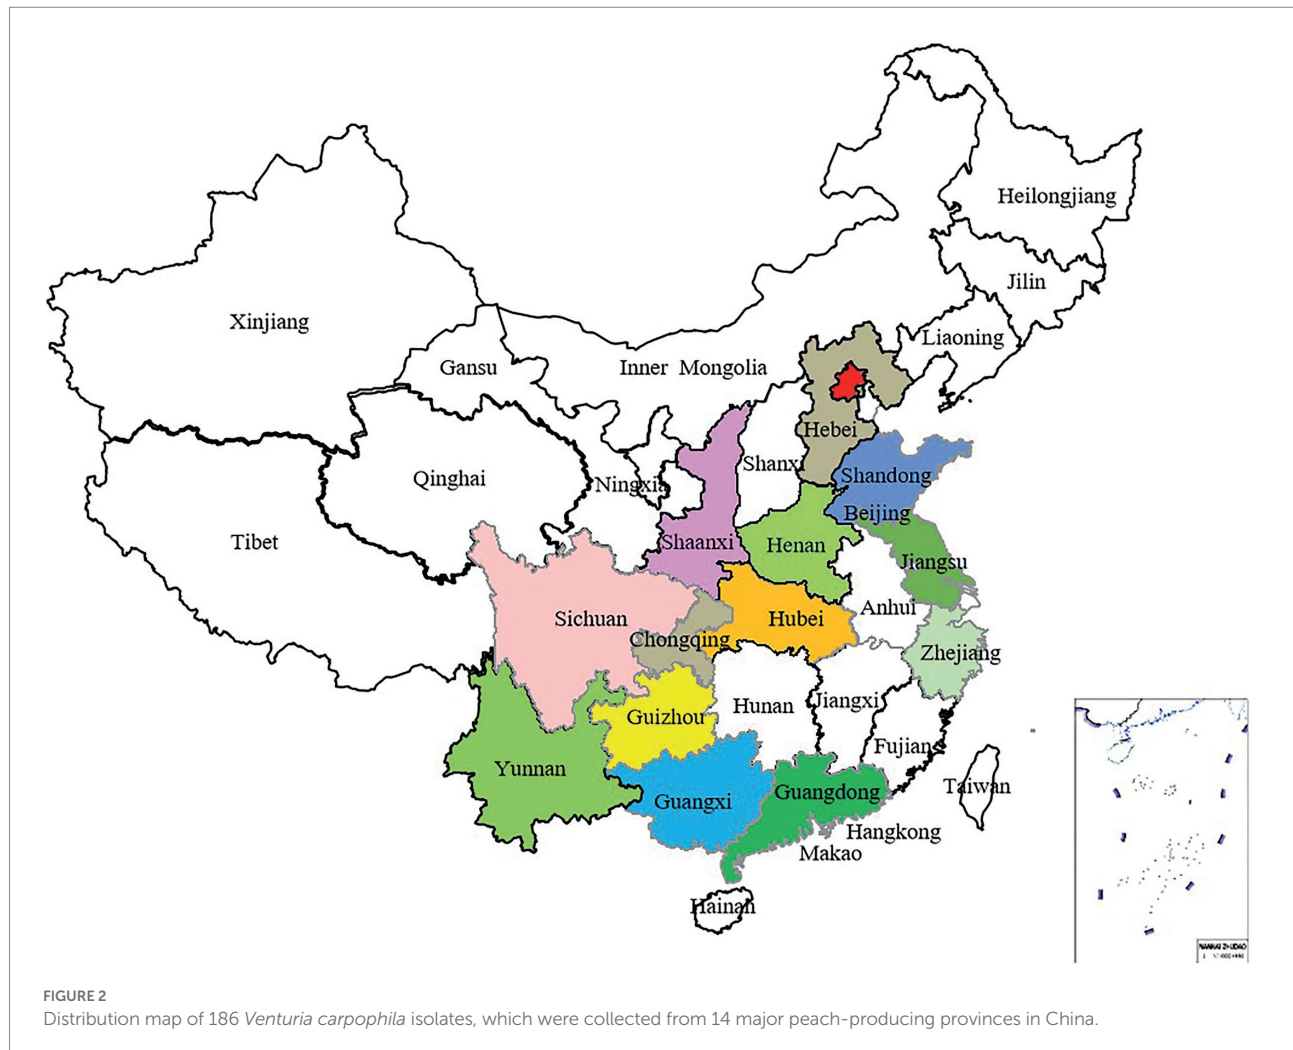 Heilongjiang
Jilin
Xinjiang
Liaoning
Gansu
Inner Mongolia
Hebei
Shanxi
Shandong
Qinghai
Ningxia
Beijing
Tibet
Shaanxi
Henan
Jiangsu
Anhui
Sichuan
Hubei
Chongqing
Zhejiang
Hunan
Jiangxi
Guizhou
Fujian
Yunnan
Taiwan
Guangxi
Guangdong
Hangkong
Makao
Hainan
NANHAI ZHUDAO
FIGURE 2
Distribution map of 186 Venturia carpophila isolates, which were collected from 14 major peach-producing provinces in China.